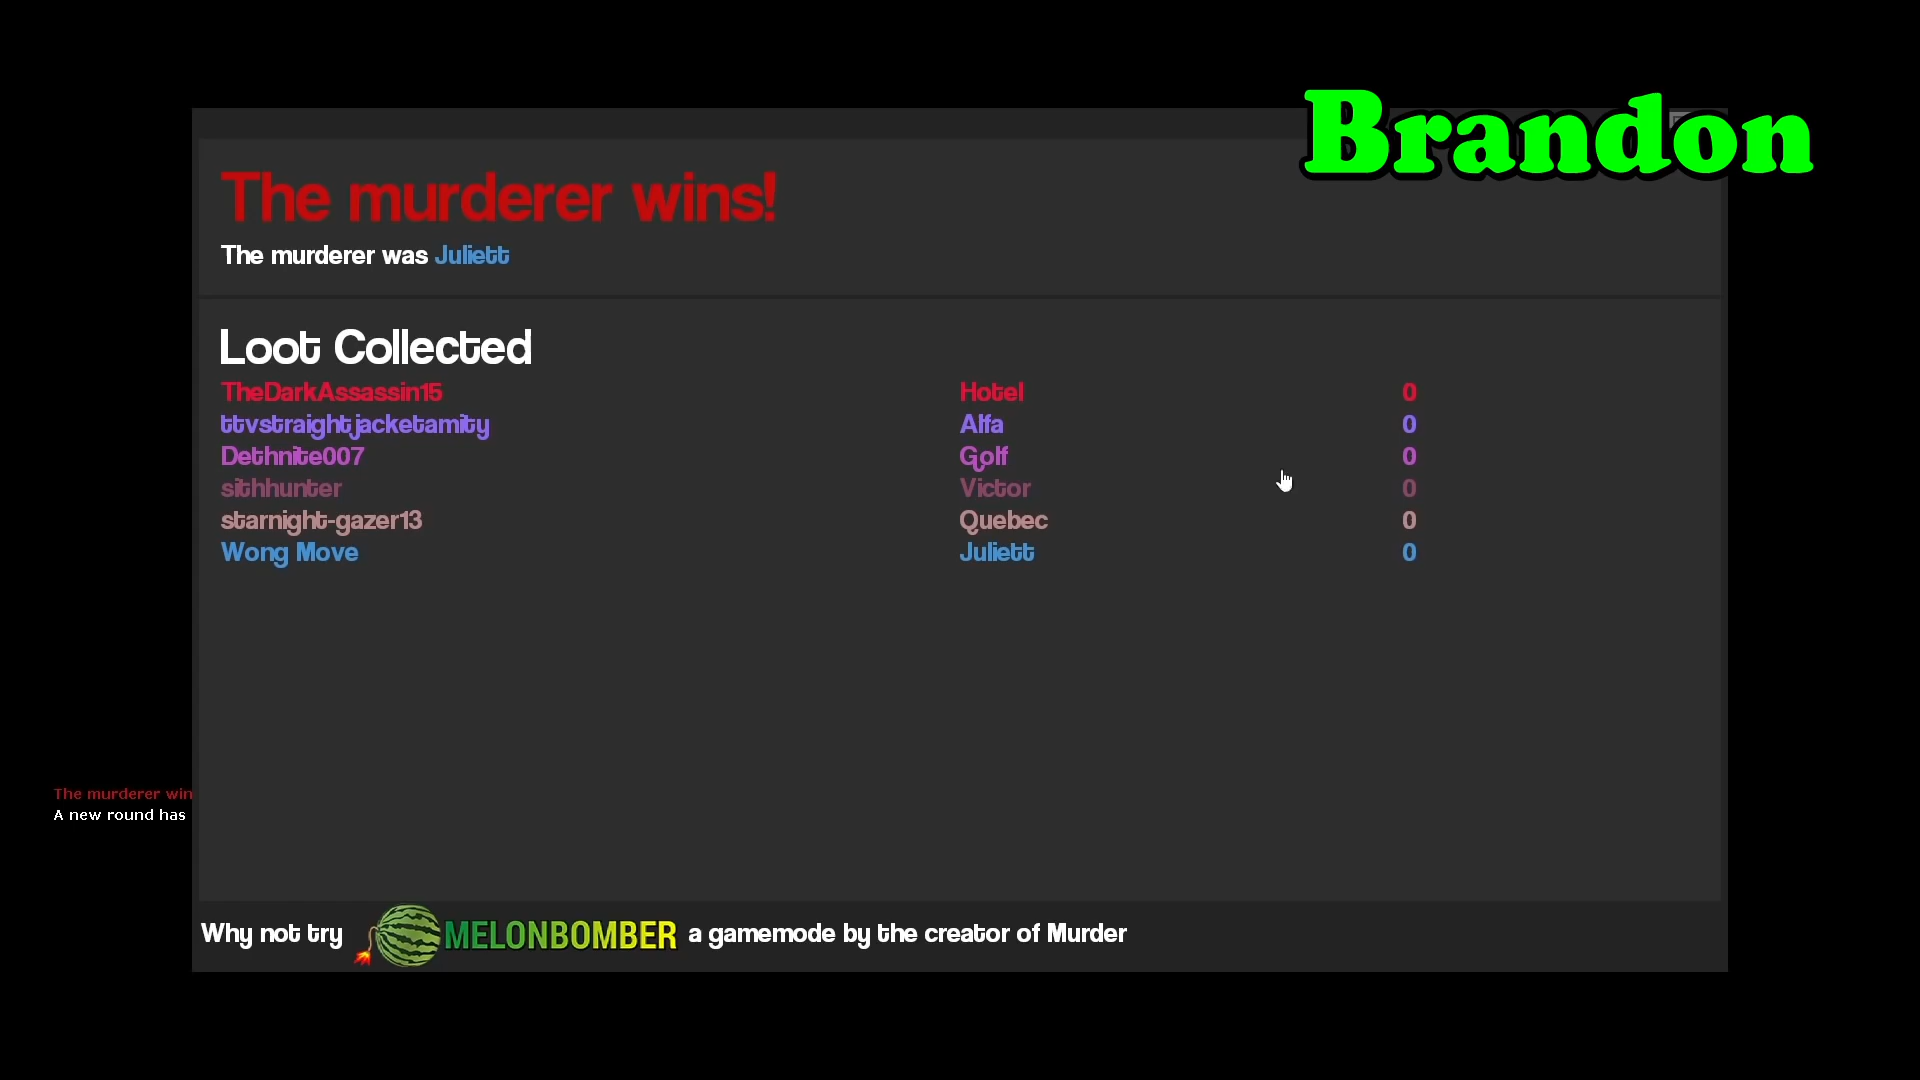 Brandon
The murderer wins!
The murderer was Juliett
Loot Collected
TheDarkAssassin15 Hotel 0
ttvstraightjacketamity Alfa 0
Dethnite007 Golf 0
sithhunter Victor 0
starnight-gazer13 Quebec 0
Wong Move Juliett 0
The murderer win
A new round has
Why not try MELONBOMBER a gamemode by the creator of Murder